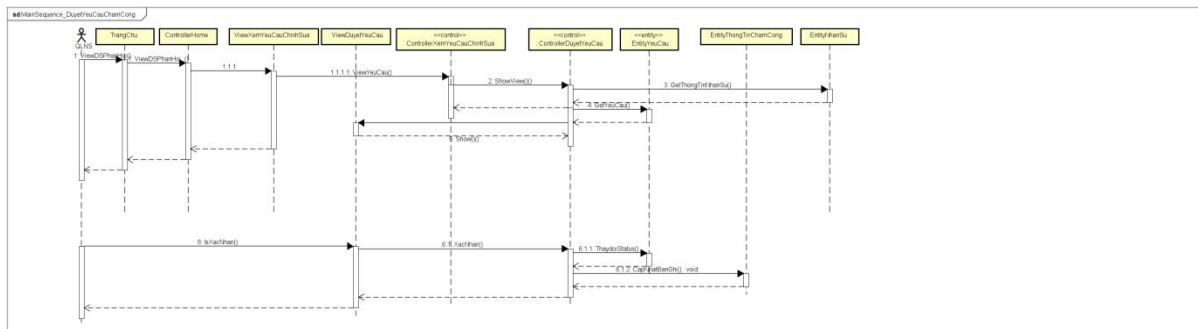 sd MainSequence_DuyetYeuCauChamCong
TrangChu
ControllerHome
ViewXemYeuCauChinhSua
ViewDuyetYeuCau
<<control>>
ControllerXemYeuCauChinhSua
<<control>>
ControllerDuyetYeuCau
<<entity>>
EntityYeuCau
EntityThongTinChamCong
EntityNhanSu
QLNS
1: ViewDSPhanHoi()
ViewDSPhanHo
1.1.1:
1.1.1.1: ViewYeuCau()
2: ShowView()()
3: GetThongTinNhanSu()
4: GetYeuCau()
5: Show()()
6: IsXacNhan()
6.1: XacNhan()
6.1.1: ThaydoiStatus()
6.1.2: CapNhatBanGhi() : void